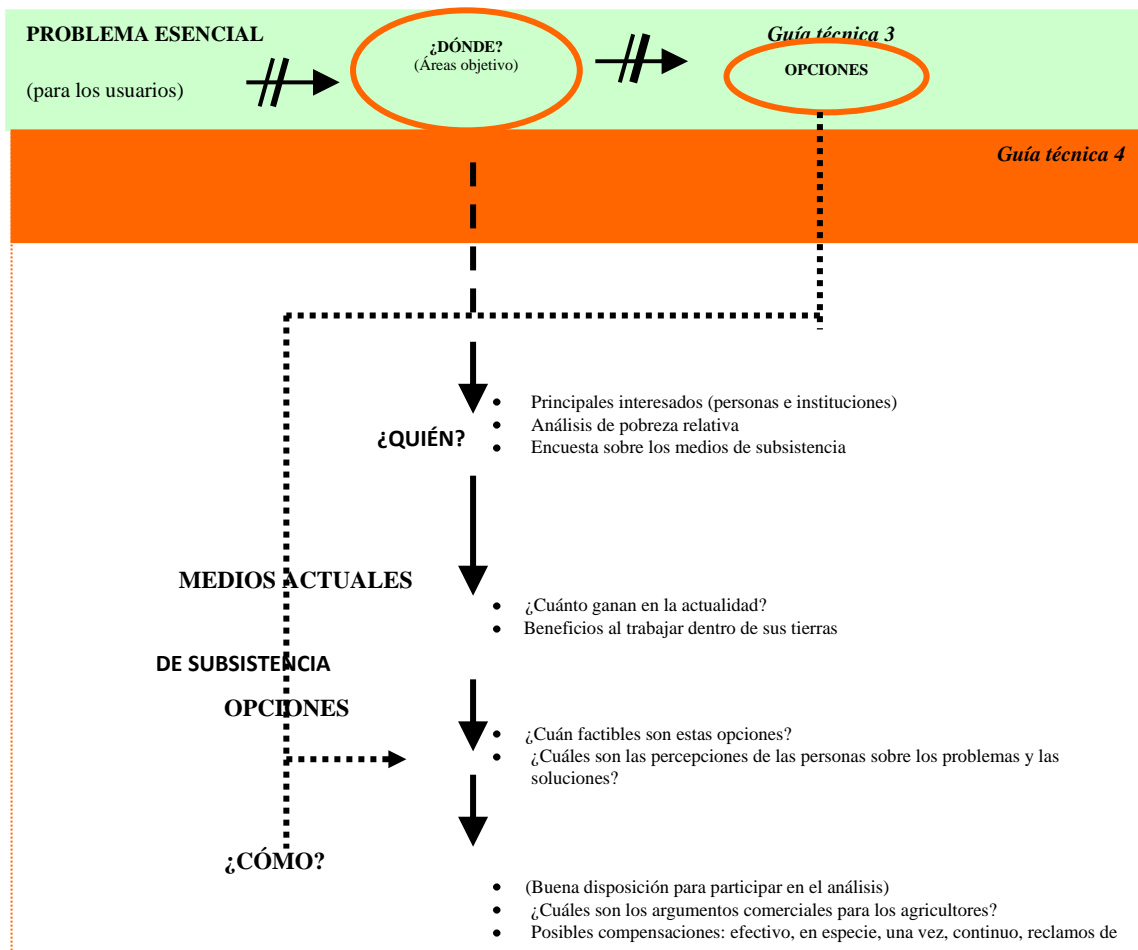 PROBLEMA ESENCIAL
(para los usuarios)
¿DÓNDE?
(Áreas objetivo)
Guía técnica 3
OPCIONES
Guía técnica 4
¿QUIÉN?
Principales interesados (personas e instituciones)
Análisis de pobreza relativa
Encuesta sobre los medios de subsistencia
MEDIOS ACTUALES
DE SUBSISTENCIA
¿Cuánto ganan en la actualidad?
Beneficios al trabajar dentro de sus tierras
OPCIONES
¿Cuán factibles son estas opciones?
¿Cuáles son las percepciones de las personas sobre los problemas y las
soluciones?
¿CÓMO?
(Buena disposición para participar en el análisis)
¿Cuáles son los argumentos comerciales para los agricultores?
Posibles compensaciones: efectivo, en especie, una vez, continuo, reclamos de